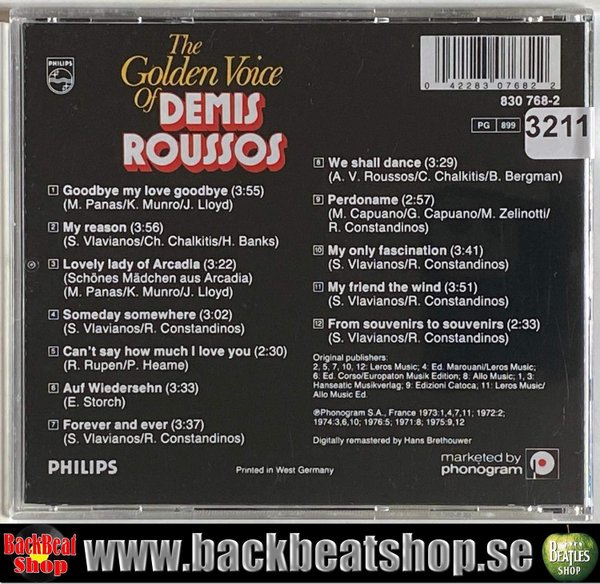 PHILIPS
The
Golden Voice
Of DEMIS
ROUSSOS
0 42283 07682 2
830 768-2
PG 899
3211
1 Goodbye my love goodbye (3:55)
(M. Panas/K. Munro/J. Lloyd)
2 My reason (3:56)
(S. Vlavianos/Ch. Chalkitis/H. Banks)
3 Lovely lady of Arcadia (3:22)
(Schönes Mädchen aus Arcadia)
(M. Panas/K. Munro/J. Lloyd)
4 Someday somewhere (3:02)
(S. Vlavianos/R. Constandinos)
5 Can't say how much I love you (2:30)
(R. Rupen/P. Heame)
6 Auf Wiedersehn (3:33)
(E. Storch)
7 Forever and ever (3:37)
(S. Vlavianos/R. Constandinos)
8 We shall dance (3:29)
(A. V. Roussos/C. Chalkitis/B. Bergman)
9 Perdoname (2:57)
(M. Capuano/G. Capuano/M. Zelinotti/
R. Constandinos)
10 My only fascination (3:41)
(S. Vlavianos/R. Constandinos)
11 My friend the wind (3:51)
(S. Vlavianos/R. Constandinos)
12 From souvenirs to souvenirs (2:33)
(S. Vlavianos/R. Constandinos)
Original publishers:
2, 5, 7, 10, 12: Leros Music; 4: Ed. Marouani/Leros Music;
6: Ed. Corso/Europaton Musik Edition; 8: Allo Music; 1, 3:
Hanseatic Musikverlag; 9: Edizioni Catoca; 11: Leros Music/
Allo Music Ed.
℗Phonogram S.A., France 1973:1,4,7,11; 1972:2;
1974:3,6,10; 1976:5; 1971:8; 1975:9,12
Digitally remastered by Hans Brethouwer
PHILIPS
Printed in West Germany
marketed by
phonogram
BackBeat
Shop
www.backbeatshop.se
BEATLES
SHOP